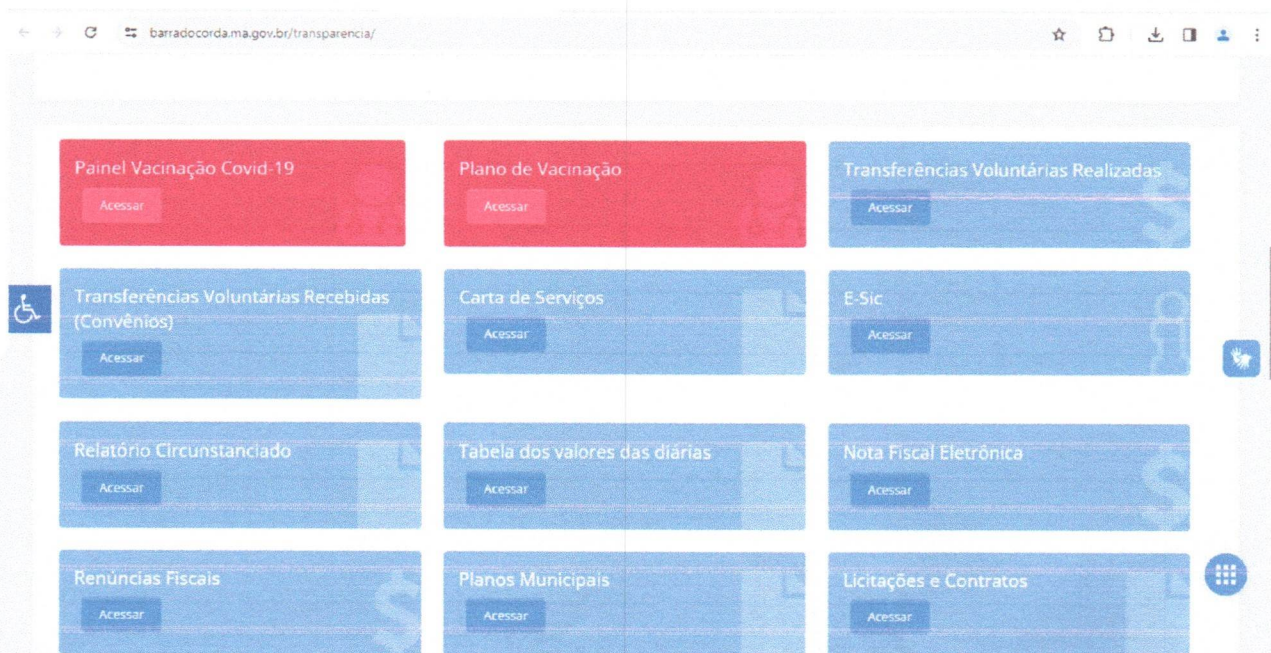 barradocorda.ma.gov.br/transparencia/
Painel Vacinação Covid-19
Acessar
Plano de Vacinação
Acessar
Transferências Voluntárias Realizadas
Acessar
Transferências Voluntárias Recebidas
(Convênios)
Acessar
Carta de Serviços
Acessar
E-Sic
Acessar
Relatório Circunstanciado
Acessar
Tabela dos valores das diárias
Acessar
Nota Fiscal Eletrônica
Acessar
Renúncias Fiscais
Acessar
Planos Municipais
Acessar
Licitações e Contratos
Acessar